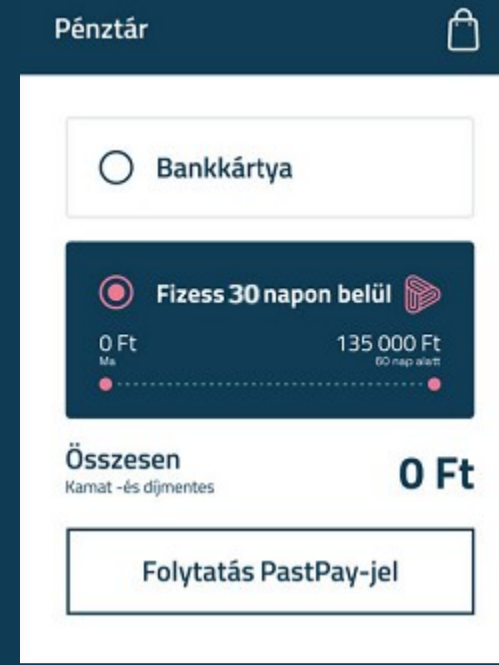 Pénztár
Bankkártya
Fizess 30 napon belül
0 Ft
135 000 Ft
Ma
60 nap alatt
Összesen
0 Ft
Kamat -és díjmentes
Folytatás PastPay-jel